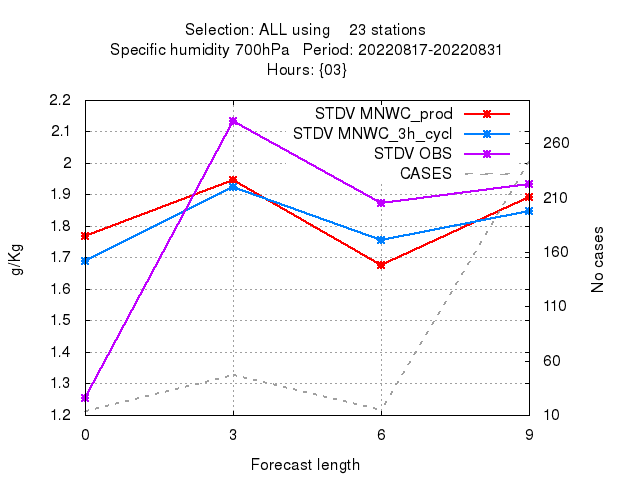 Selection: ALL using    23 stations
Specific humidity 700hPa   Period: 20220817-20220831
Hours: {03}
STDV MNWC_prod
STDV MNWC_3h_cycl
STDV OBS
CASES
2.2
2.1
2
1.9
1.8
1.7
1.6
1.5
1.4
1.3
1.2
g/Kg
260
210
160
110
60
10
No cases
0
3
6
9
Forecast length